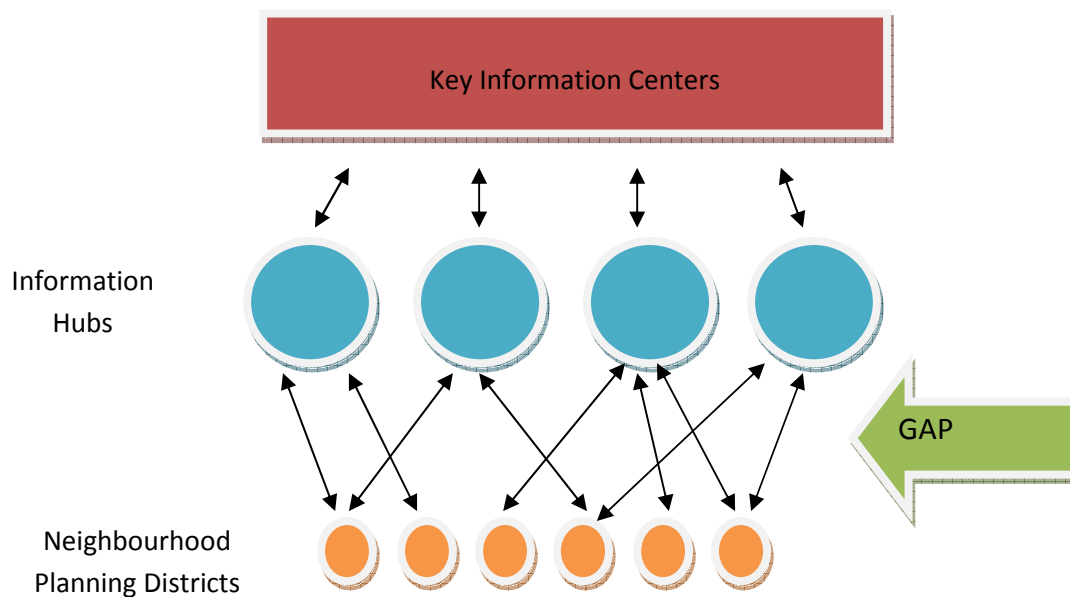 Key Information Centers
Information
Hubs
GAP
Neighbourhood
Planning Districts